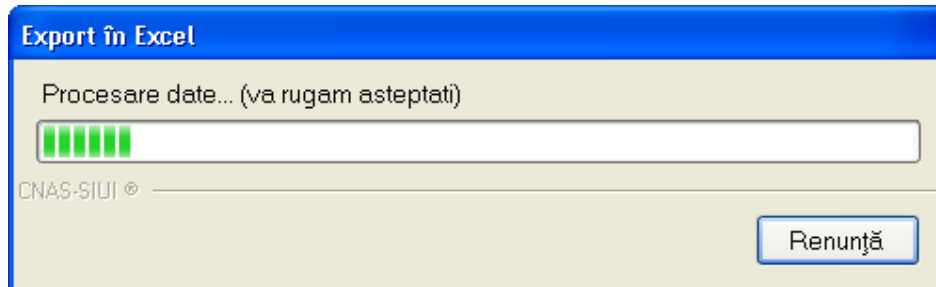 Export în Excel
Procesare date... (va rugam asteptati)
CNAS-SIUI ®
Renunţă